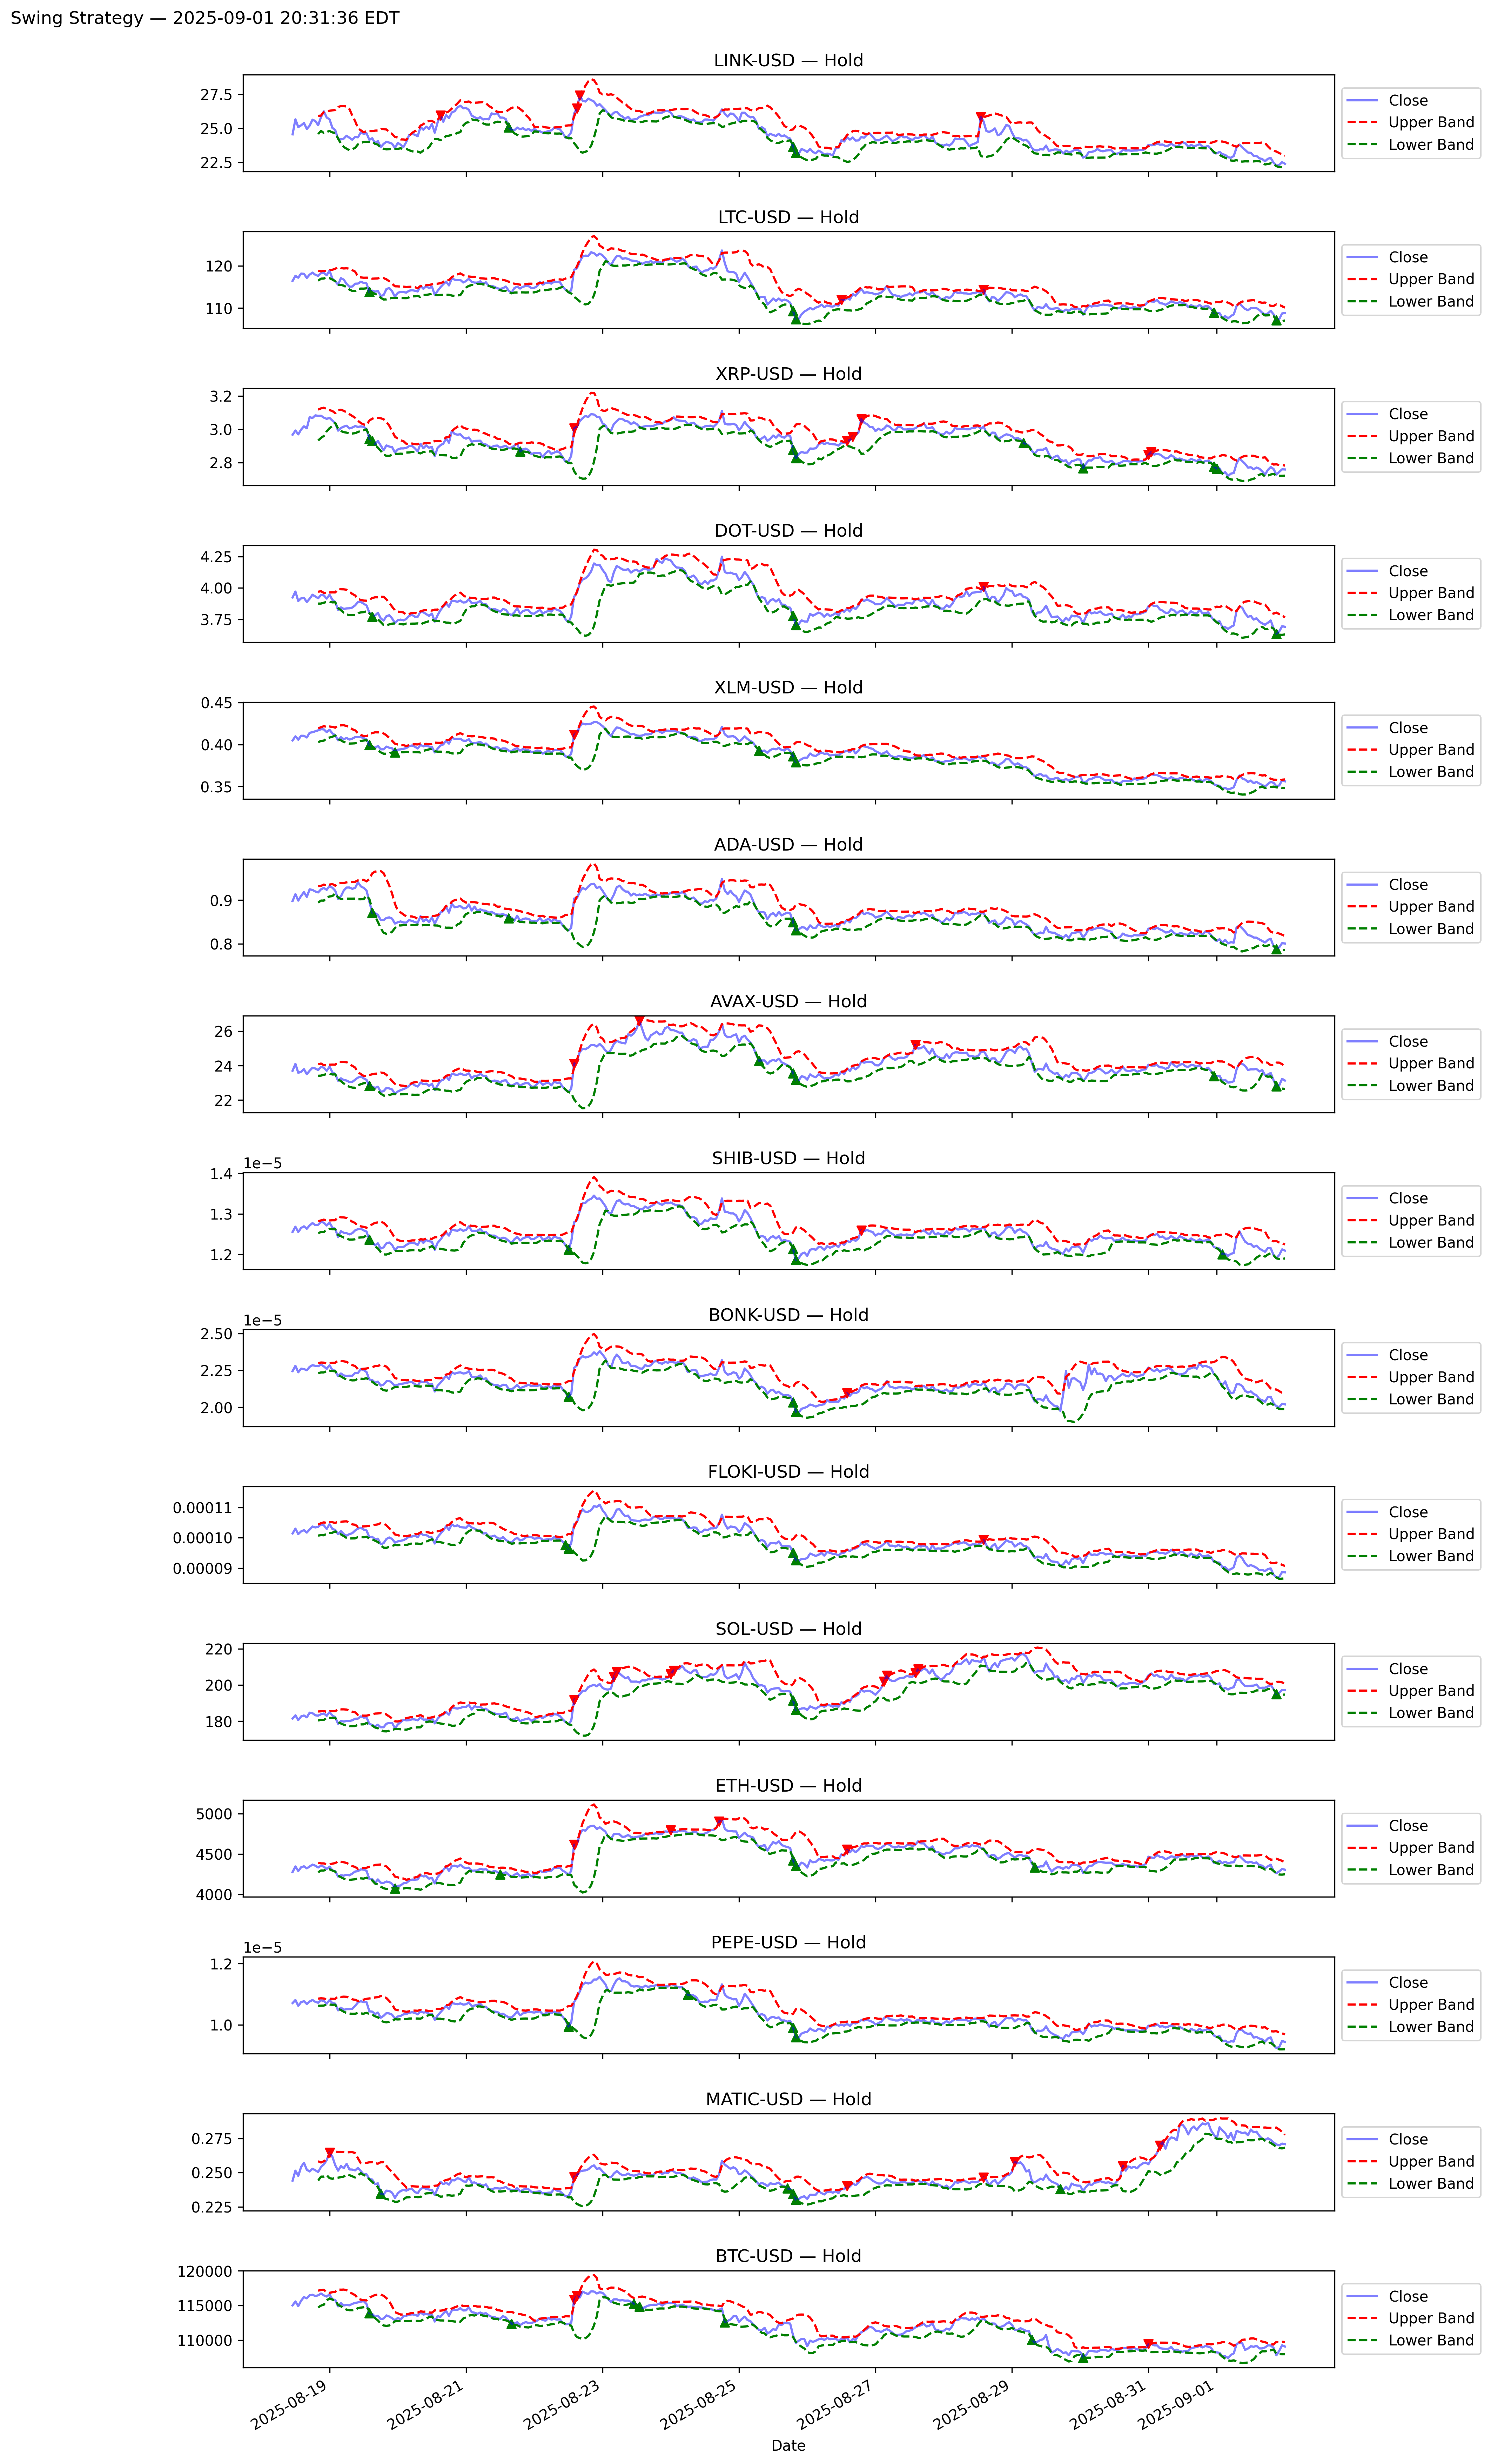 Swing Strategy — 2025-09-01 20:31:36 EDT
LINK-USD — Hold
27.5
25.0
22.5
Close
Upper Band
Lower Band
LTC-USD — Hold
120
110
Close
Upper Band
Lower Band
XRP-USD — Hold
3.2
3.0
2.8
Close
Upper Band
Lower Band
DOT-USD — Hold
4.25
4.00
3.75
Close
Upper Band
Lower Band
XLM-USD — Hold
0.45
0.40
0.35
Close
Upper Band
Lower Band
ADA-USD — Hold
0.9
0.8
Close
Upper Band
Lower Band
AVAX-USD — Hold
26
24
22
Close
Upper Band
Lower Band
SHIB-USD — Hold
1e−5
1.4
1.3
1.2
Close
Upper Band
Lower Band
BONK-USD — Hold
1e−5
2.50
2.25
2.00
Close
Upper Band
Lower Band
FLOKI-USD — Hold
0.00011
0.00010
0.00009
Close
Upper Band
Lower Band
SOL-USD — Hold
220
200
180
Close
Upper Band
Lower Band
ETH-USD — Hold
5000
4500
4000
Close
Upper Band
Lower Band
PEPE-USD — Hold
1e−5
1.2
1.0
Close
Upper Band
Lower Band
MATIC-USD — Hold
0.275
0.250
0.225
Close
Upper Band
Lower Band
BTC-USD — Hold
120000
115000
110000
Close
Upper Band
Lower Band
2025-08-19
2025-08-21
2025-08-23
2025-08-25
2025-08-27
2025-08-29
2025-08-31
2025-09-01
Date